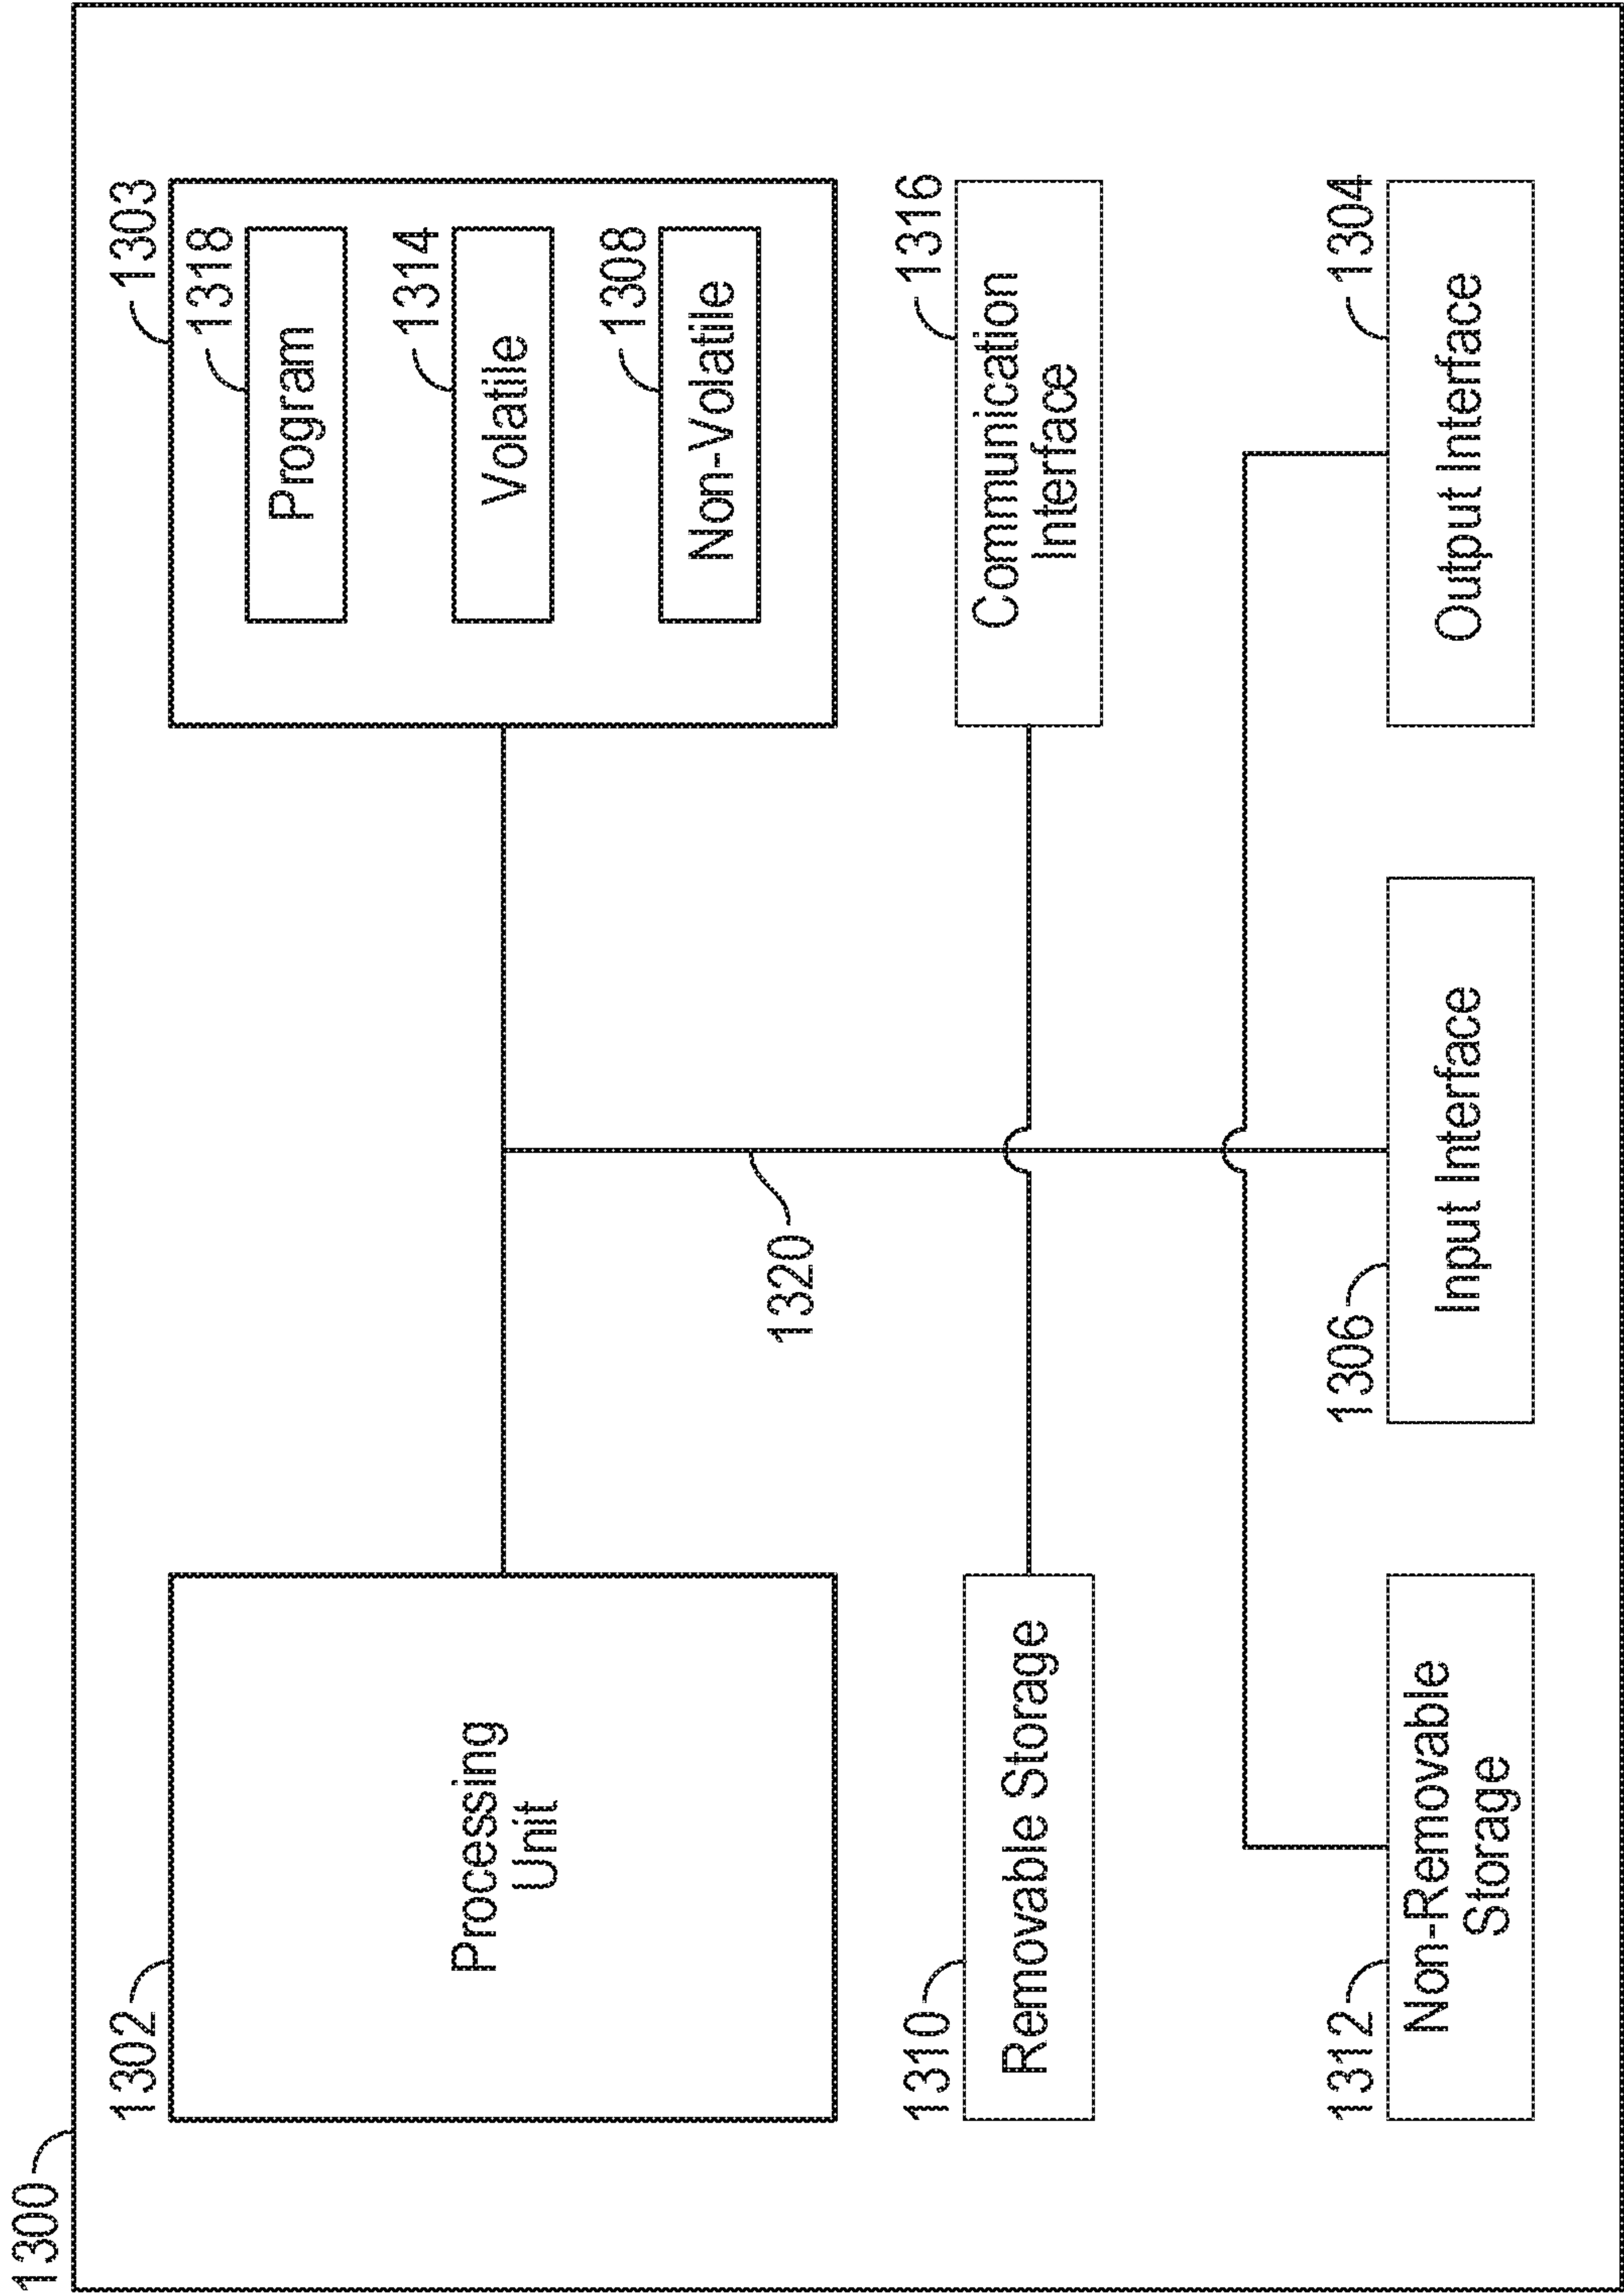 1300
1302
Processing
Unit
1303
1318
Program
1314
Volatile
1308
Non-Volatile
1320
1310
Removable Storage
1316
Communication
Interface
1312
Non-Removable
Storage
1306
Input Interface
1304
Output Interface